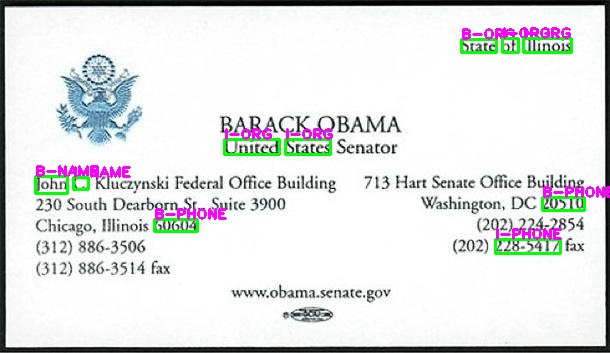 B-ORG I-ORG I-ORG
State of Illinois
BARACK OBAMA
I-ORG I-ORG
United States Senator
B-NAME I-NAME
John C. Kluczynski Federal Office Building
230 South Dearborn St., Suite 3900
B-PHONE
Chicago, Illinois 60604
(312) 886-3506
(312) 886-3514 fax
713 Hart Senate Office Building
B-PHONE
Washington, DC 20510
(202) 224-2854
I-PHONE
(202) 228-5417 fax
www.obama.senate.gov